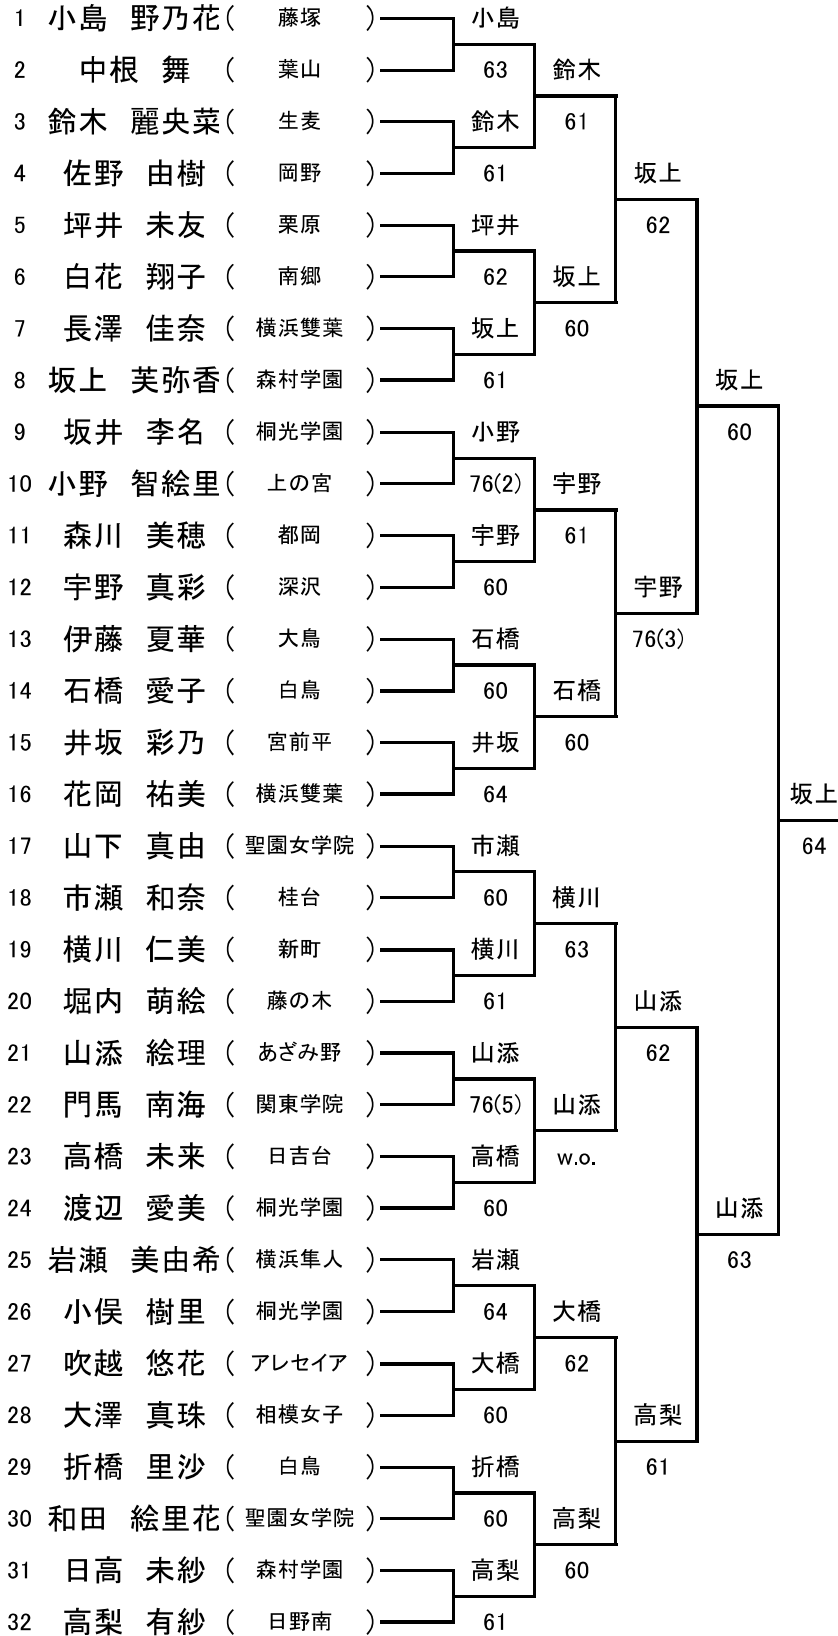 1 小島 野乃花( 藤塚 ) 小島
2 中根 舞 ( 葉山 ) 63 鈴木
3 鈴木 麗央菜( 生麦 ) 鈴木 61
4 佐野 由樹 ( 岡野 ) 61 坂上
5 坪井 未友 ( 栗原 ) 坪井 62
6 白花 翔子 ( 南郷 ) 62 坂上
7 長澤 佳奈 ( 横浜雙葉 ) 坂上 60
8 坂上 芙弥香( 森村学園 ) 61 坂上
9 坂井 李名 ( 桐光学園 ) 小野 60
10 小野 智絵里( 上の宮 ) 76(2) 宇野
11 森川 美穂 ( 都岡 ) 宇野 61
12 宇野 真彩 ( 深沢 ) 60 宇野
13 伊藤 夏華 ( 大鳥 ) 石橋 76(3)
14 石橋 愛子 ( 白鳥 ) 60 石橋
15 井坂 彩乃 ( 宮前平 ) 井坂 60
16 花岡 祐美 ( 横浜雙葉 ) 64 坂上
17 山下 真由 ( 聖園女学院 ) 市瀬 64
18 市瀬 和奈 ( 桂台 ) 60 横川
19 横川 仁美 ( 新町 ) 横川 63
20 堀内 萌絵 ( 藤の木 ) 61 山添
21 山添 絵理 ( あざみ野 ) 山添 62
22 門馬 南海 ( 関東学院 ) 76(5) 山添
23 高橋 未来 ( 日吉台 ) 高橋 w.o.
24 渡辺 愛美 ( 桐光学園 ) 60 山添
25 岩瀬 美由希( 横浜隼人 ) 岩瀬 63
26 小俣 樹里 ( 桐光学園 ) 64 大橋
27 吹越 悠花 ( アレセイア ) 大橋 62
28 大澤 真珠 ( 相模女子 ) 60 高梨
29 折橋 里沙 ( 白鳥 ) 折橋 61
30 和田 絵里花( 聖園女学院 ) 60 高梨
31 日高 未紗 ( 森村学園 ) 高梨 60
32 高梨 有紗 ( 日野南 ) 61